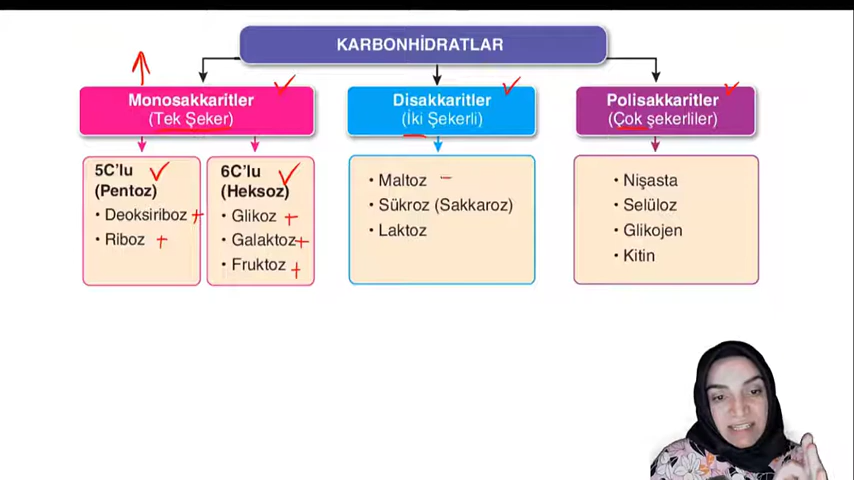 KARBONHİDRATLAR
Monosakkaritler
(Tek Şeker)
5C'lu
(Pentoz)
• Deoksiriboz +
• Riboz +
6C'lu
(Heksoz)
• Glikoz +
• Galaktoz +
• Fruktoz +
Disakkaritler
(İki Şekerli)
• Maltoz -
• Sükroz (Sakkaroz)
• Laktoz
Polisakkaritler
(Çok şekerliler)
• Nişasta
• Selüloz
• Glikojen
• Kitin